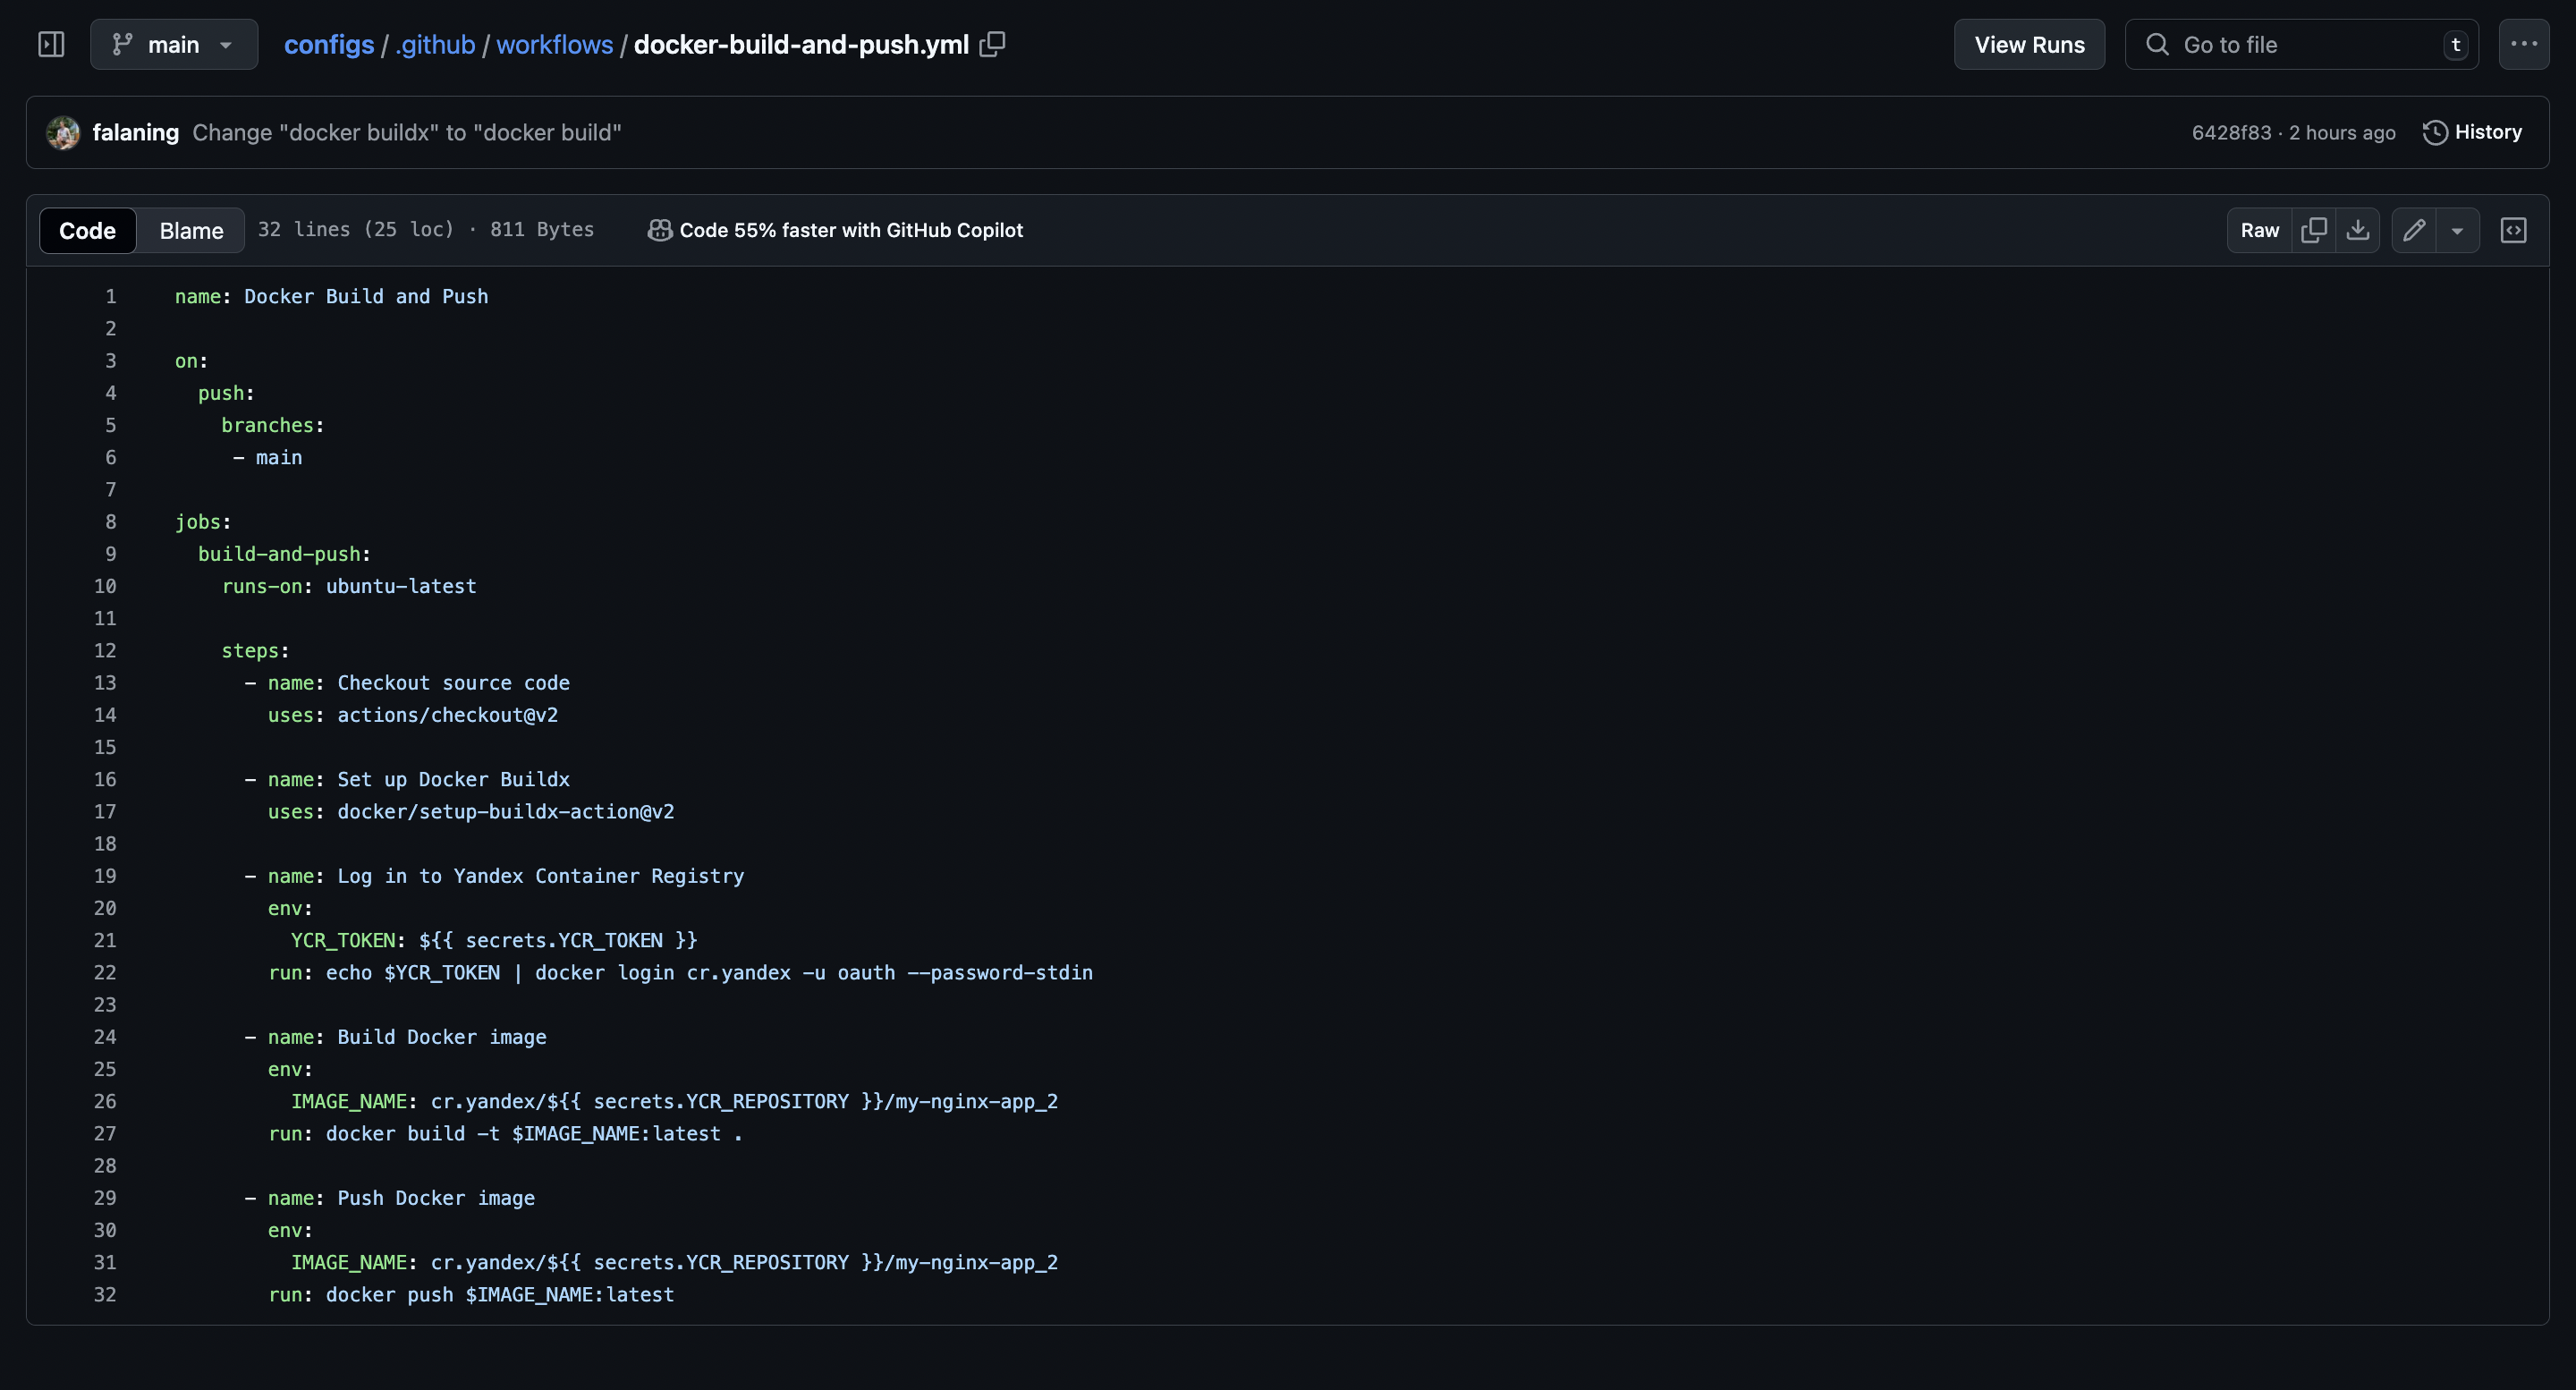 main
configs / .github / workflows / docker-build-and-push.yml
View Runs
Go to file
t
falaning Change "docker buildx" to "docker build"
6428f83 · 2 hours ago
History
Code
Blame
32 lines (25 loc) · 811 Bytes
Code 55% faster with GitHub Copilot
Raw
1 name: Docker Build and Push
2
3 on:
4   push:
5     branches:
6      - main
7
8 jobs:
9   build-and-push:
10     runs-on: ubuntu-latest
11
12     steps:
13       - name: Checkout source code
14         uses: actions/checkout@v2
15
16       - name: Set up Docker Buildx
17         uses: docker/setup-buildx-action@v2
18
19       - name: Log in to Yandex Container Registry
20         env:
21           YCR_TOKEN: ${{ secrets.YCR_TOKEN }}
22         run: echo $YCR_TOKEN | docker login cr.yandex -u oauth --password-stdin
23
24       - name: Build Docker image
25         env:
26           IMAGE_NAME: cr.yandex/${{ secrets.YCR_REPOSITORY }}/my-nginx-app_2
27         run: docker build -t $IMAGE_NAME:latest .
28
29       - name: Push Docker image
30         env:
31           IMAGE_NAME: cr.yandex/${{ secrets.YCR_REPOSITORY }}/my-nginx-app_2
32         run: docker push $IMAGE_NAME:latest